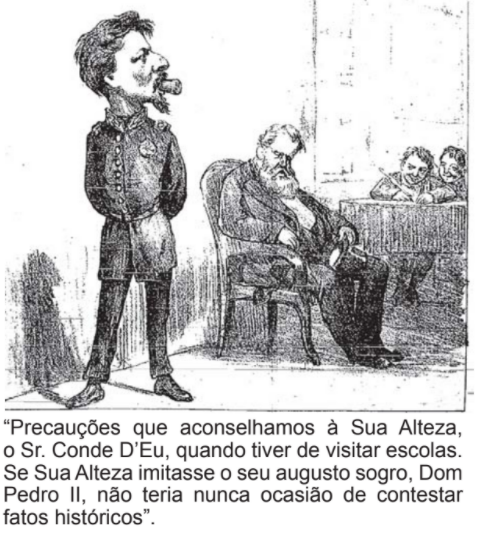 “Precauções que aconselhamos à Sua Alteza,
o Sr. Conde D’Eu, quando tiver de visitar escolas.
Se Sua Alteza imitasse o seu augusto sogro, Dom
Pedro II, não teria nunca ocasião de contestar
fatos históricos”.